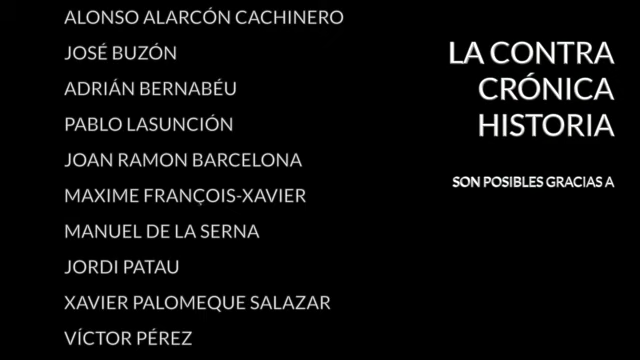 ALONSO ALARCÓN CACHINERO
JOSÉ BUZÓN
ADRIÁN BERNABÉU
PABLO LASUNCIÓN
JOAN RAMON BARCELONA
MAXIME FRANÇOIS-XAVIER
MANUEL DE LA SERNA
JORDI PATAU
XAVIER PALOMEQUE SALAZAR
VÍCTOR PÉREZ
LA CONTRA
CRÓNICA
HISTORIA
SON POSIBLES GRACIAS A